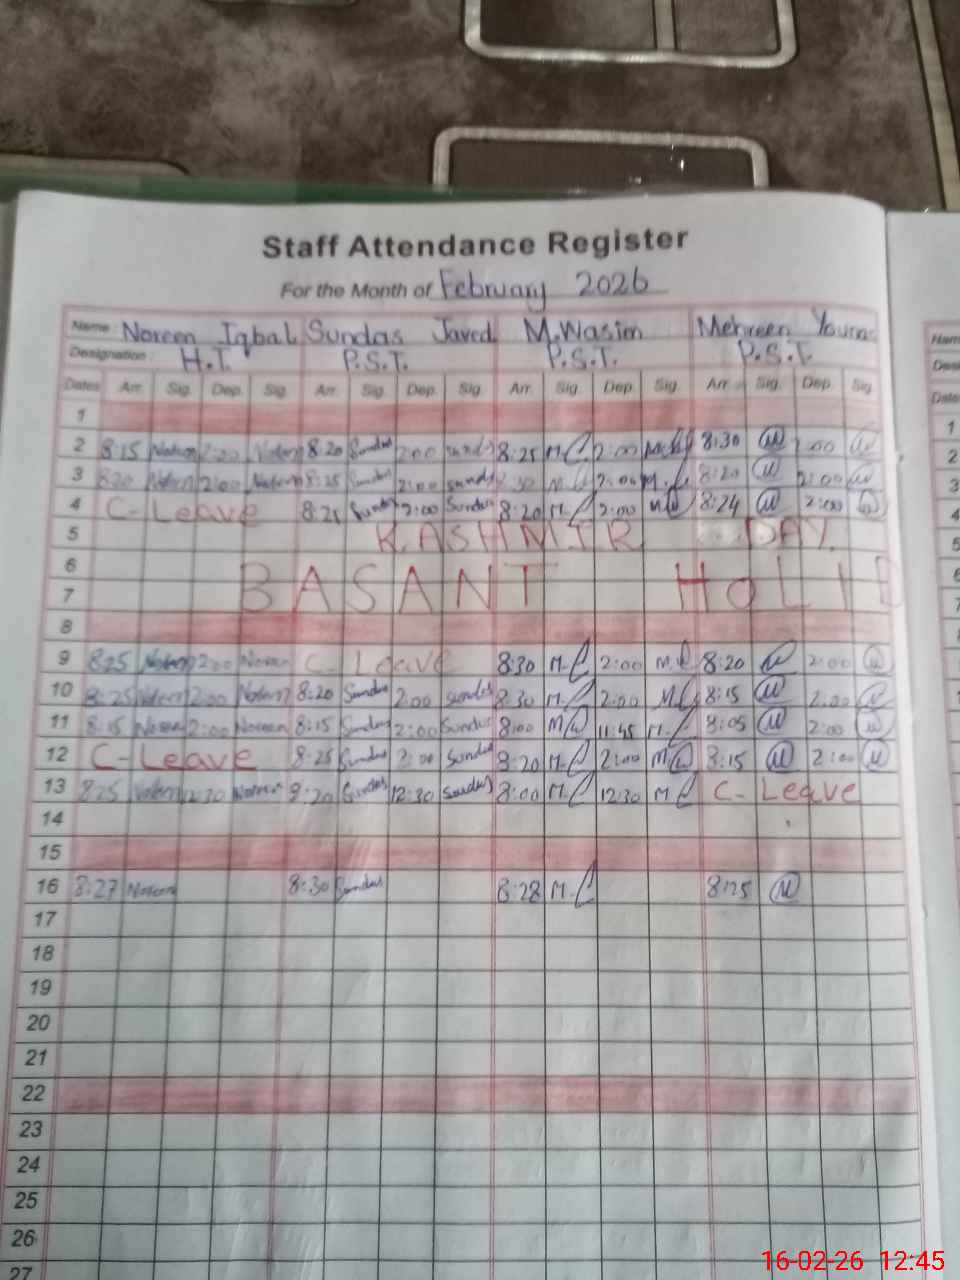 Staff Attendance Register
For the Month of February 2026
Name: Noreen Iqbal Sundas Javed M.Wasim Mehreen Younas
Designation: H.T. P.S.T. P.S.T. P.S.T.
Dates Arr. Sig. Dep. Sig. Arr. Sig. Dep. Sig. Arr. Sig. Dep. Sig. Arr. Sig. Dep. Sig.
1
2 8:15 Noreen 2:00 Noreen 8:20 Sundas 2:00 Sundas 8:25 2:00 8:30 2:00
3 8:20 Noreen 2:00 Noreen 8:25 Sundas 2:00 Sundas 8:30 2:00 8:20 2:00
4 C-Leave 8:25 Sundas 2:00 Sundas 8:20 2:00 8:24 2:00
5 KASHMIR DAY
6
7 BASANT HOLID
8
9 8:25 Noreen 2:00 Noreen C-Leave 8:30 2:00 8:20 2:00
10 8:25 Noreen 2:00 Noreen 8:20 Sundas 2:00 Sundas 8:30 2:00 8:15 2:00
11 8:15 Noreen 2:00 Noreen 8:15 Sundas 2:00 Sundas 8:00 11:45 8:05 2:00
12 C-Leave 8:25 Sundas 2:00 Sundas 8:20 2:00 8:15 2:00
13 8:25 Noreen 12:30 Noreen 8:20 Sundas 12:30 Sundas 8:00 12:30 C-Leave
14
15
16 8:27 Noreen 8:30 Sundas 8:28 8:25
17
18
19
20
21
22
23
24
25
26
27
16-02-26 12:45